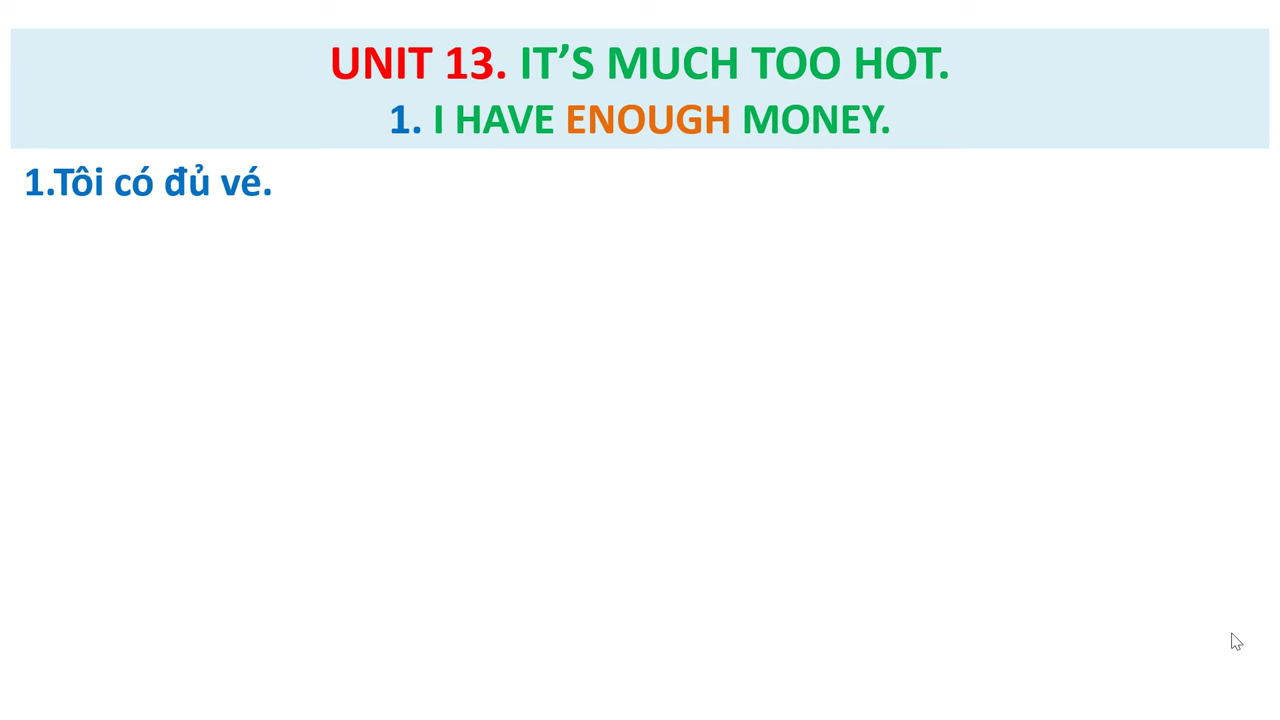 UNIT 13. IT’S MUCH TOO HOT.
1. I HAVE ENOUGH MONEY.
1.Tôi có đủ vé.